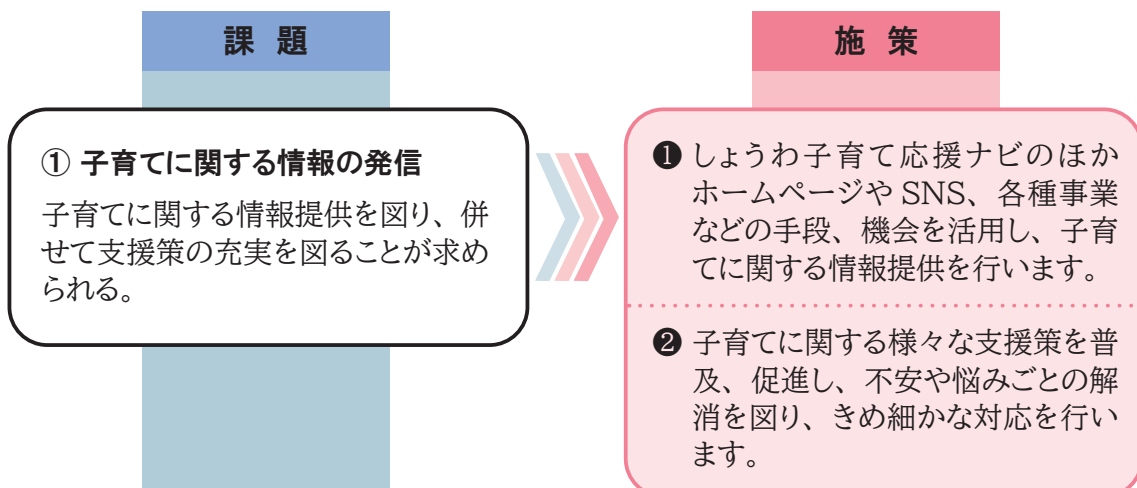 課 題
① 子育てに関する情報の発信
子育てに関する情報提供を図り、併
せて支援策の充実を図ることが求め
られる。
施 策
❶ しょうわ子育て応援ナビのほか
ホームページや SNS、各種事業
などの手段、機会を活用し、子育
てに関する情報提供を行います。
❷ 子育てに関する様々な支援策を普
及、促進し、不安や悩みごとの解
消を図り、きめ細かな対応を行い
ます。